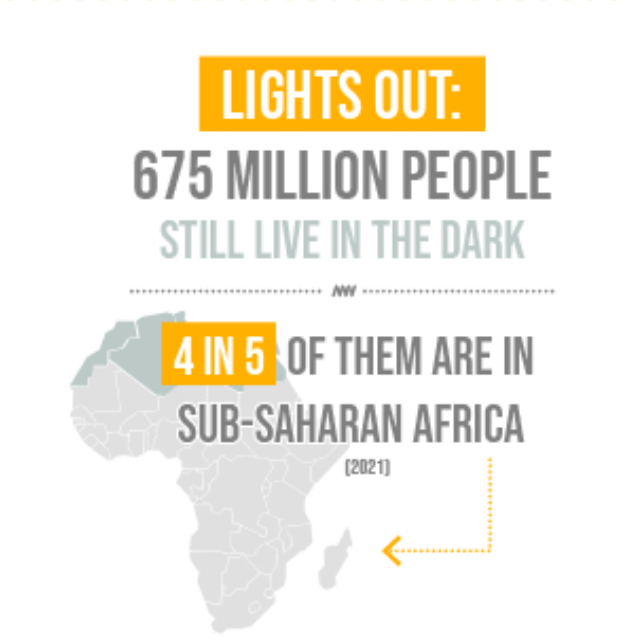 LIGHTS OUT:
675 MILLION PEOPLE
STILL LIVE IN THE DARK
4 IN 5 OF THEM ARE IN
SUB-SAHARAN AFRICA
(2021)